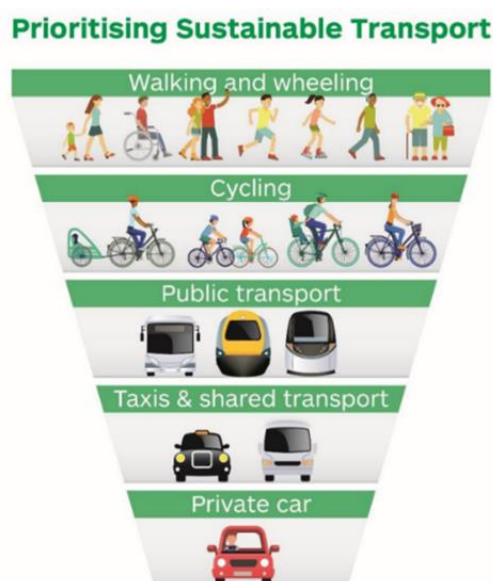 Prioritising Sustainable Transport
Walking and wheeling
Cycling
Public transport
Taxis & shared transport
Private car